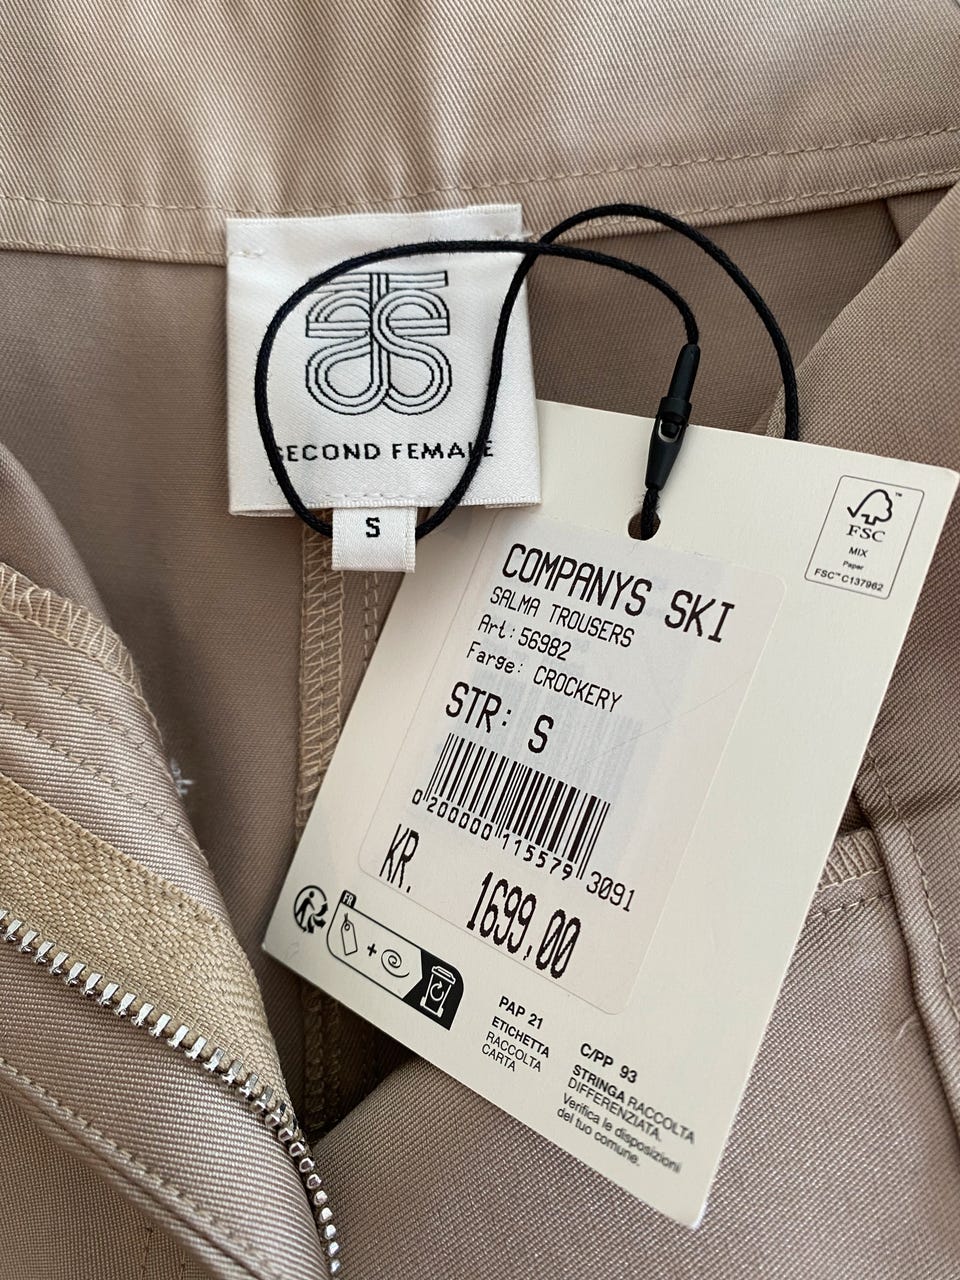 SECOND FEMALE
S
FSC™
MIX
Paper
FSC™ C137962
COMPANYS SKI
SALMA TROUSERS
Art: 56982
Farge: CROCKERY
STR: S
0 200000 115579 3091
KR. 1699,00
FR
+
PAP 21
ETICHETTA
RACCOLTA
CARTA
C/PP 93
STRINGA RACCOLTA
DIFFERENZIATA.
Verifica le disposizioni
del tuo comune.